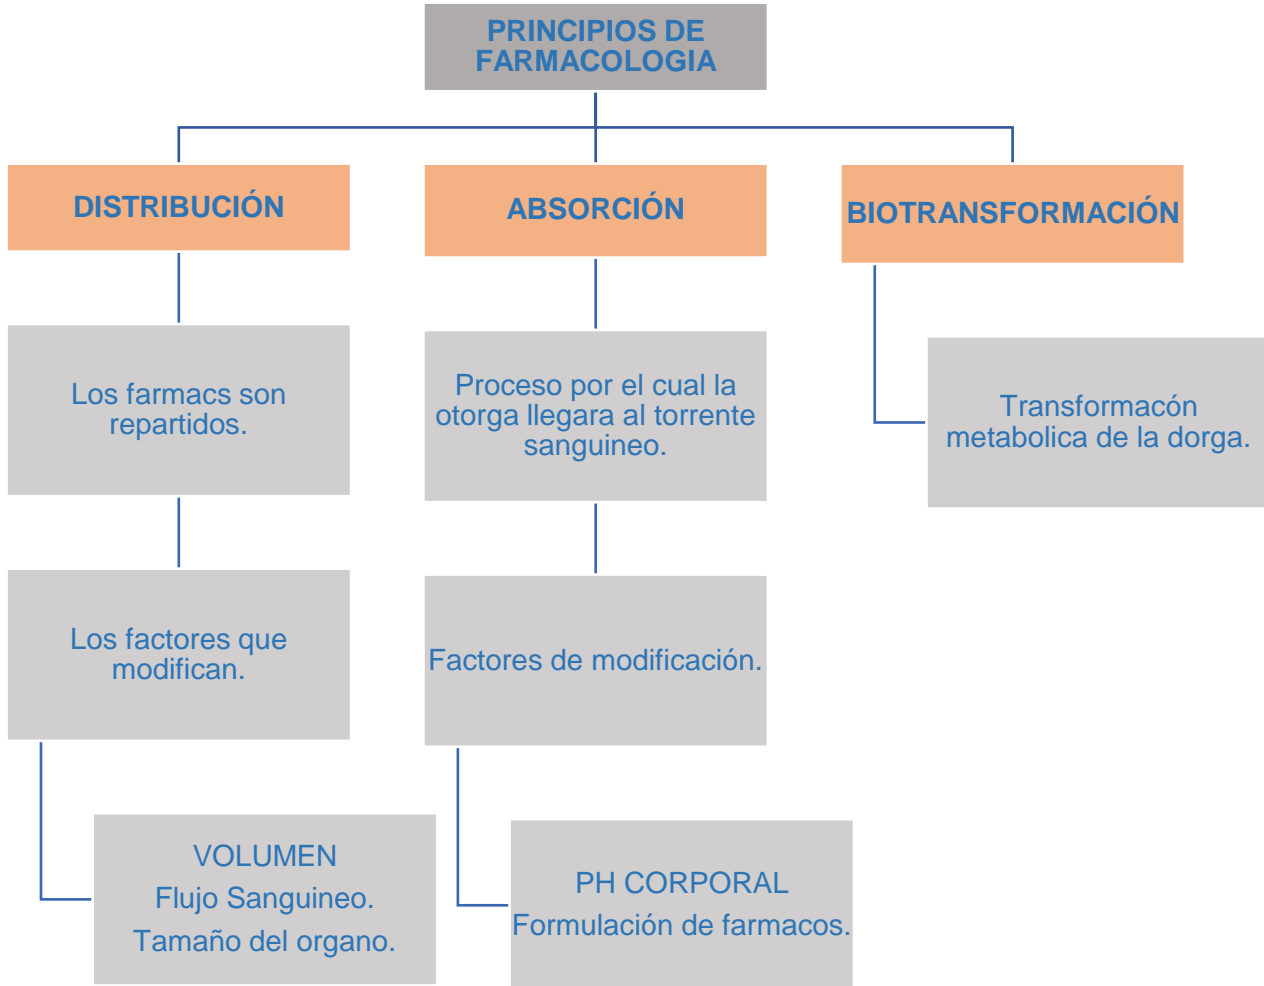 PRINCIPIOS DE
FARMACOLOGIA
DISTRIBUCIÓN
ABSORCIÓN
BIOTRANSFORMACIÓN
Los farmacs son
repartidos.
Proceso por el cual la
otorga llegara al torrente
sanguineo.
Transformacón
metabolica de la dorga.
Los factores que
modifican.
Factores de modificación.
VOLUMEN
Flujo Sanguineo.
Tamaño del organo.
PH CORPORAL
Formulación de farmacos.